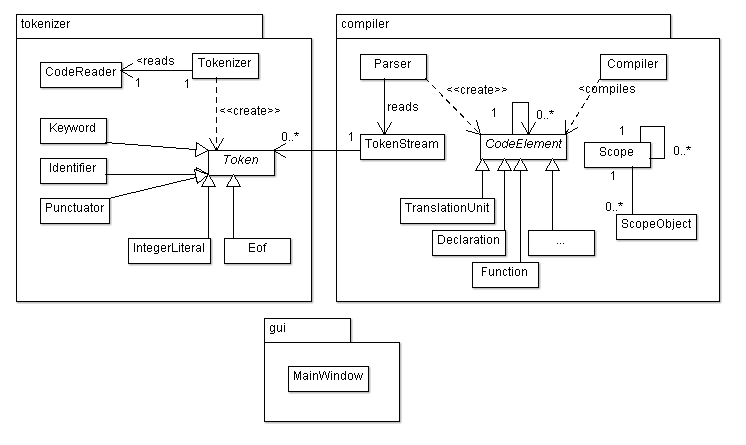 tokenizer
compiler
CodeReader
<reads
1
1
Tokenizer
<<create>>
Keyword
Identifier
Punctuator
Token
0..*
IntegerLiteral
Eof
Parser
reads
1
TokenStream
<<create>>
1
0..*
CodeElement
Compiler
<compiles
1
0..*
Scope
1
0..*
ScopeObject
TranslationUnit
Declaration
...
Function
gui
MainWindow